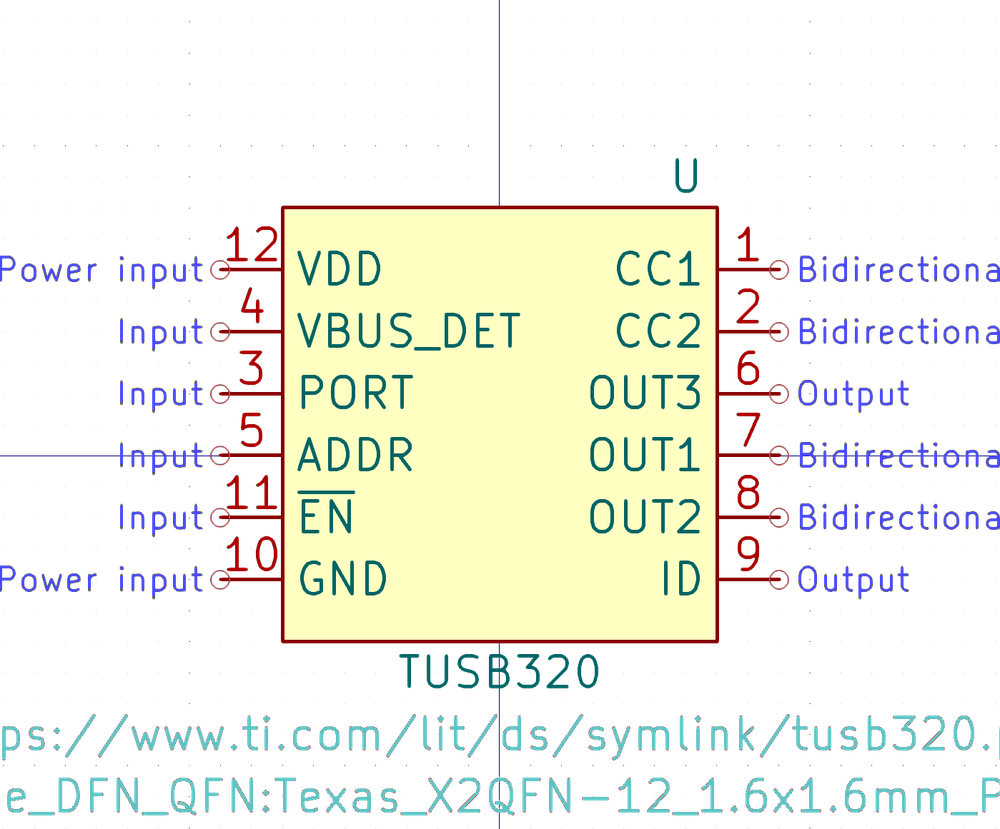 U
Power input 12 VDD CC1 1 Bidirectiona
Input 4 VBUS_DET CC2 2 Bidirectiona
Input 3 PORT OUT3 6 Output
Input 5 ADDR OUT1 7 Bidirectiona
Input 11 EN OUT2 8 Bidirectiona
Power input 10 GND ID 9 Output
TUSB320
ps://www.ti.com/lit/ds/symlink/tusb320.p
e_DFN_QFN:Texas_X2QFN-12_1.6x1.6mm_P